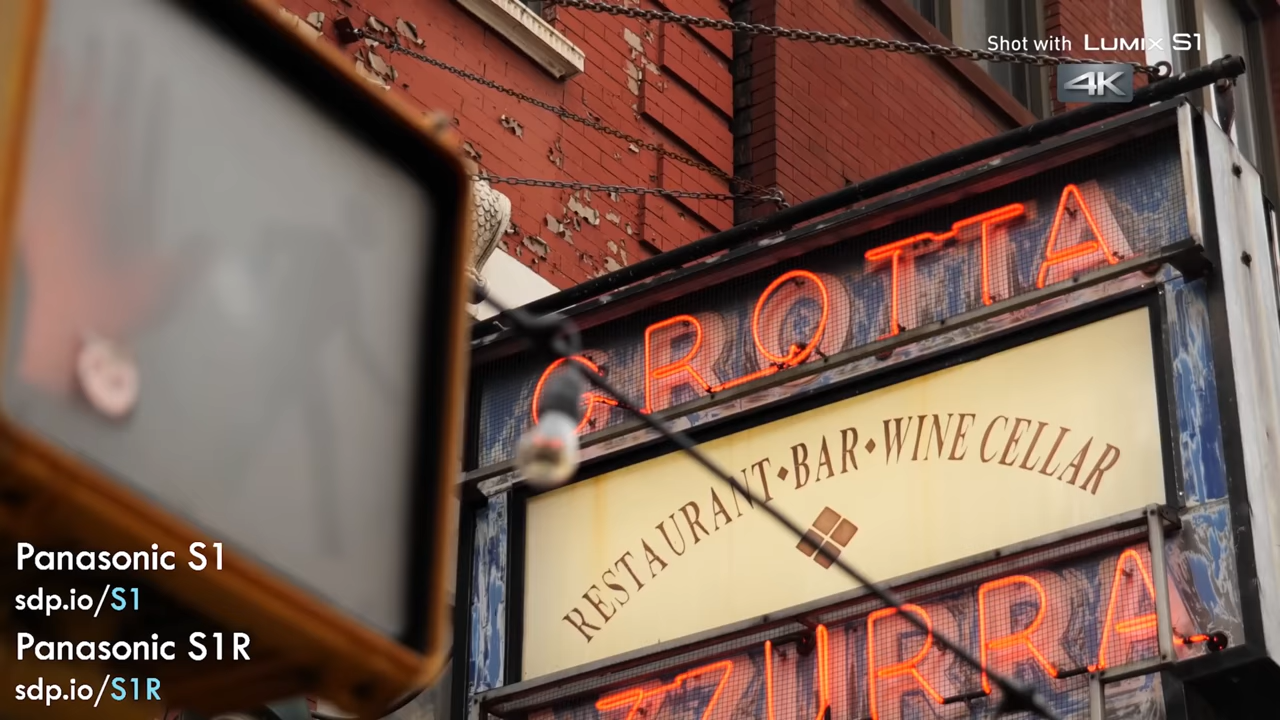 Shot with LUMIX S1
4K
GROTTA
RESTAURANT◆BAR◆WINE CELLAR
ZZURRA
Panasonic S1
sdp.io/S1
Panasonic S1R
sdp.io/S1R